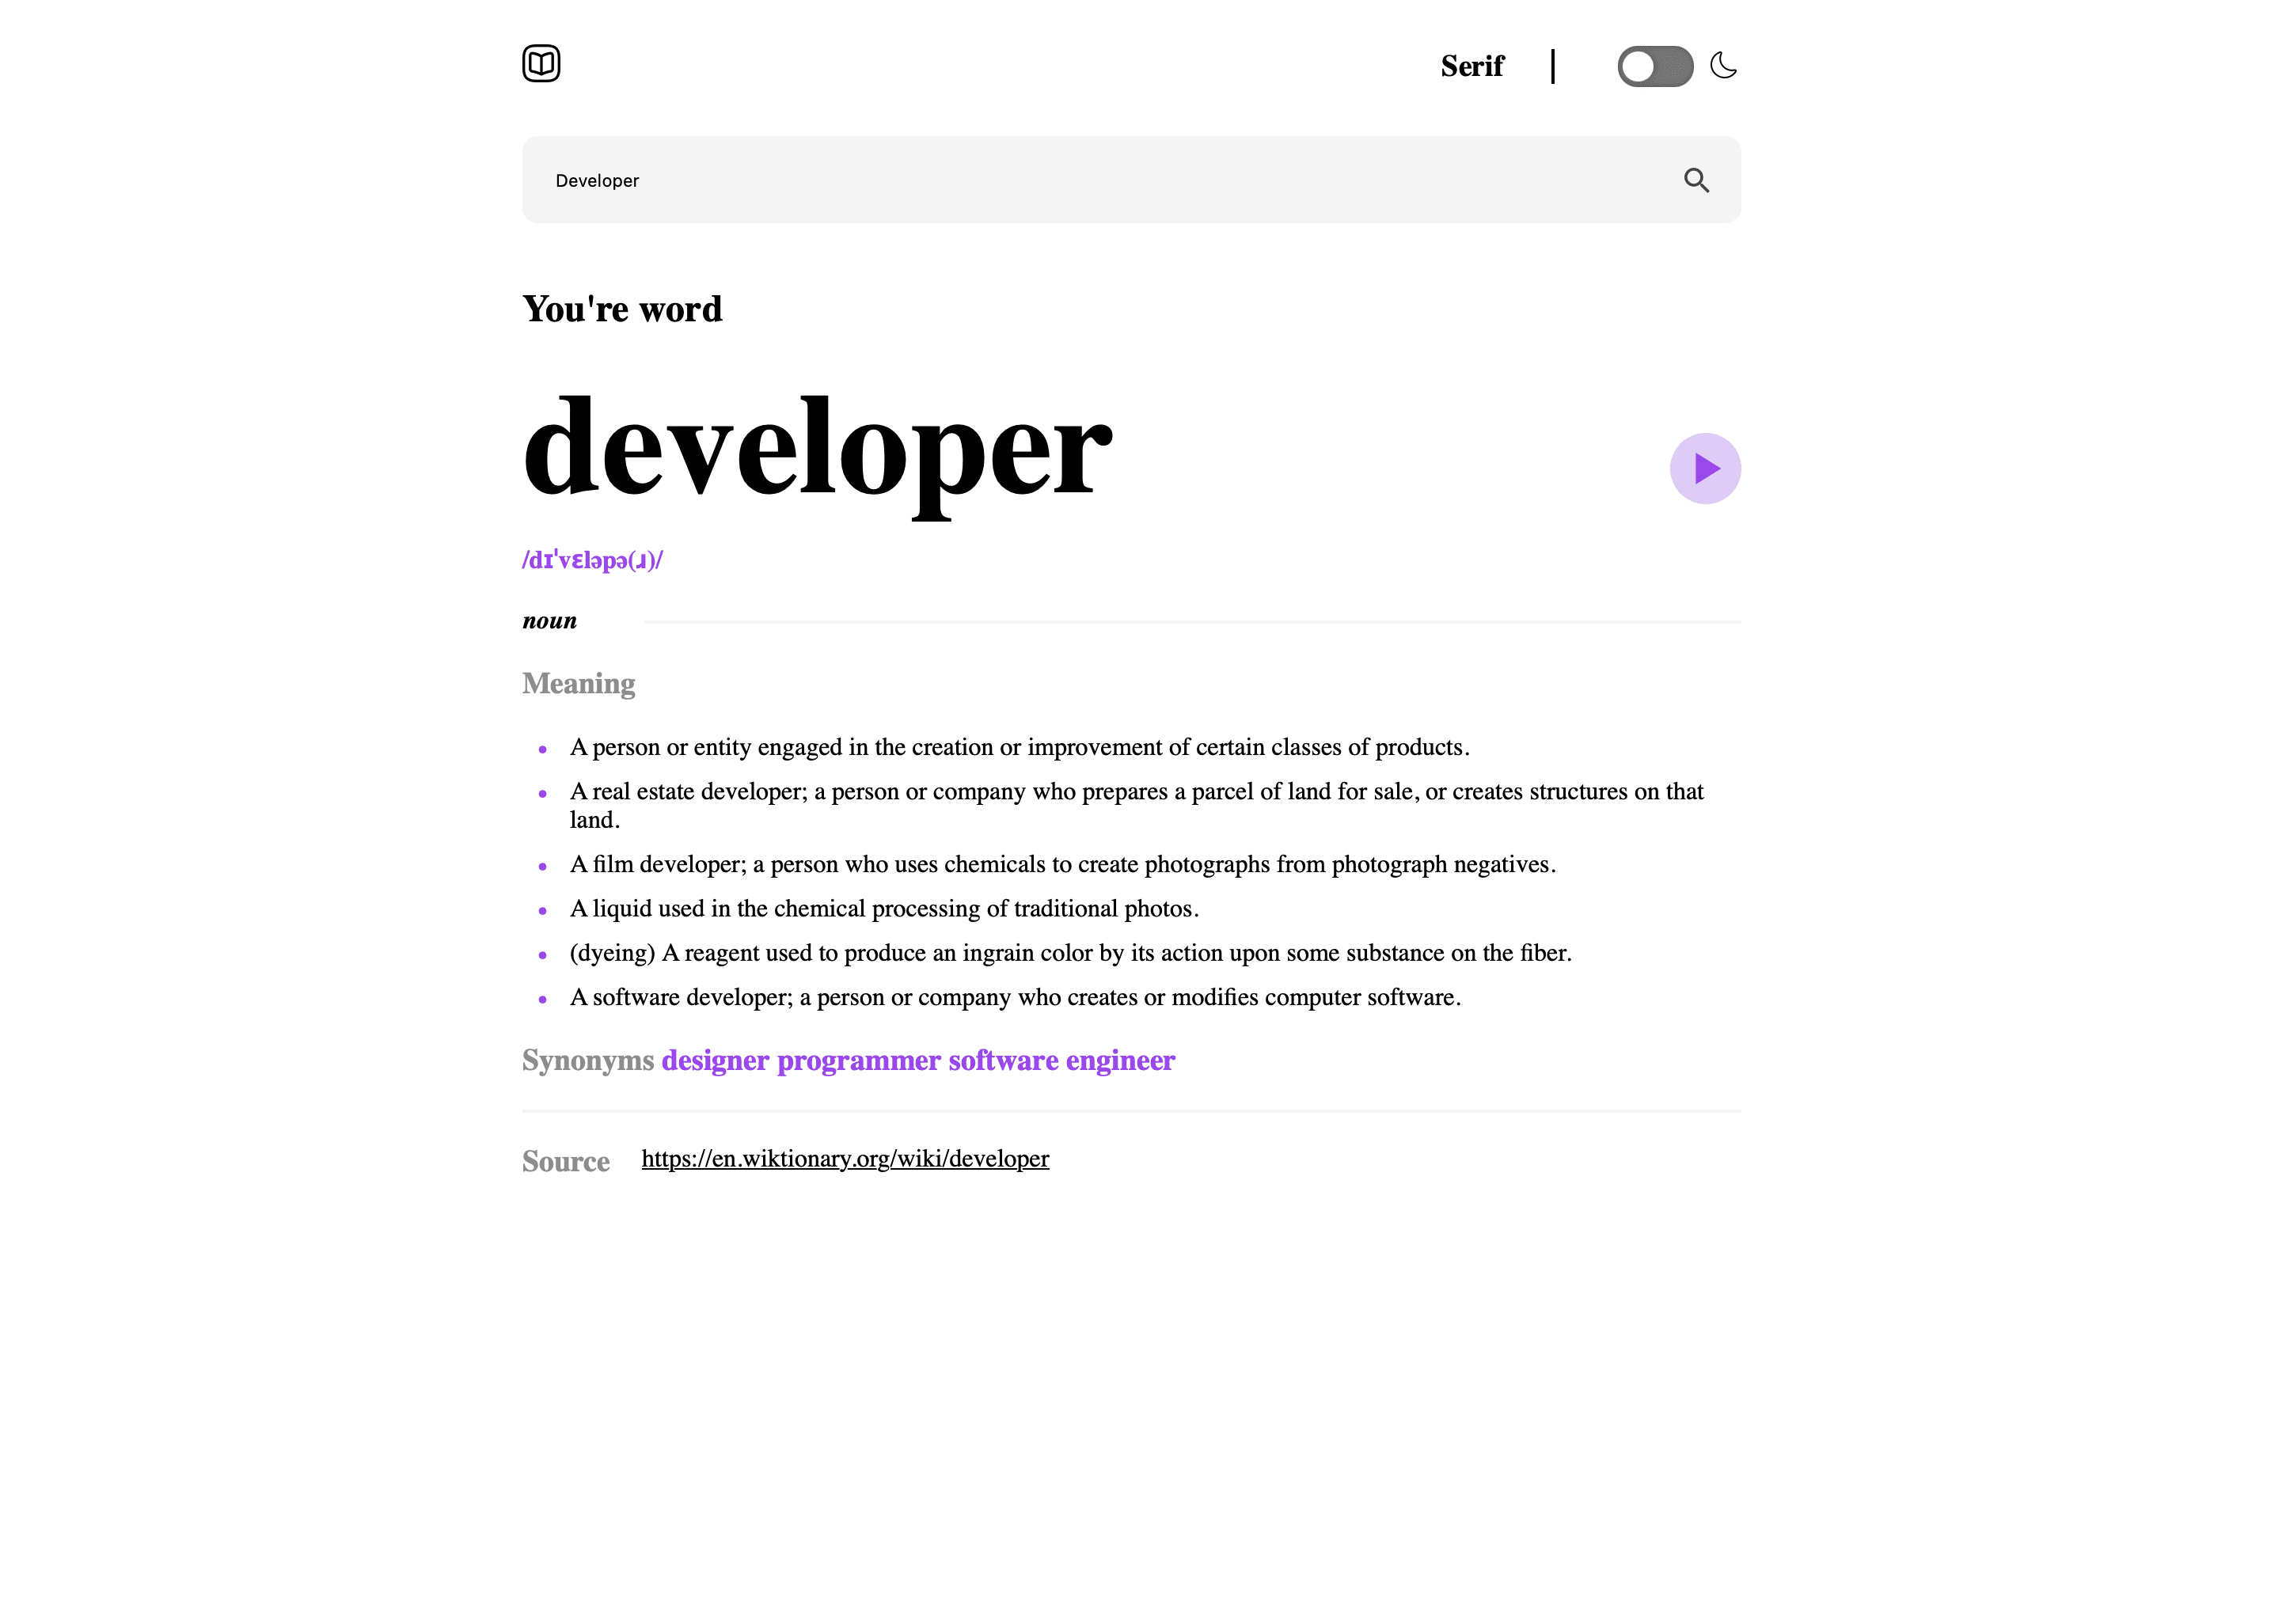 Serif
Developer
You're word
developer
/dɪˈvɛləpə(ɹ)/
noun
Meaning
A person or entity engaged in the creation or improvement of certain classes of products.
A real estate developer; a person or company who prepares a parcel of land for sale, or creates structures on that
land.
A film developer; a person who uses chemicals to create photographs from photograph negatives.
A liquid used in the chemical processing of traditional photos.
(dyeing) A reagent used to produce an ingrain color by its action upon some substance on the fiber.
A software developer; a person or company who creates or modifies computer software.
Synonyms designer programmer software engineer
Source https://en.wiktionary.org/wiki/developer